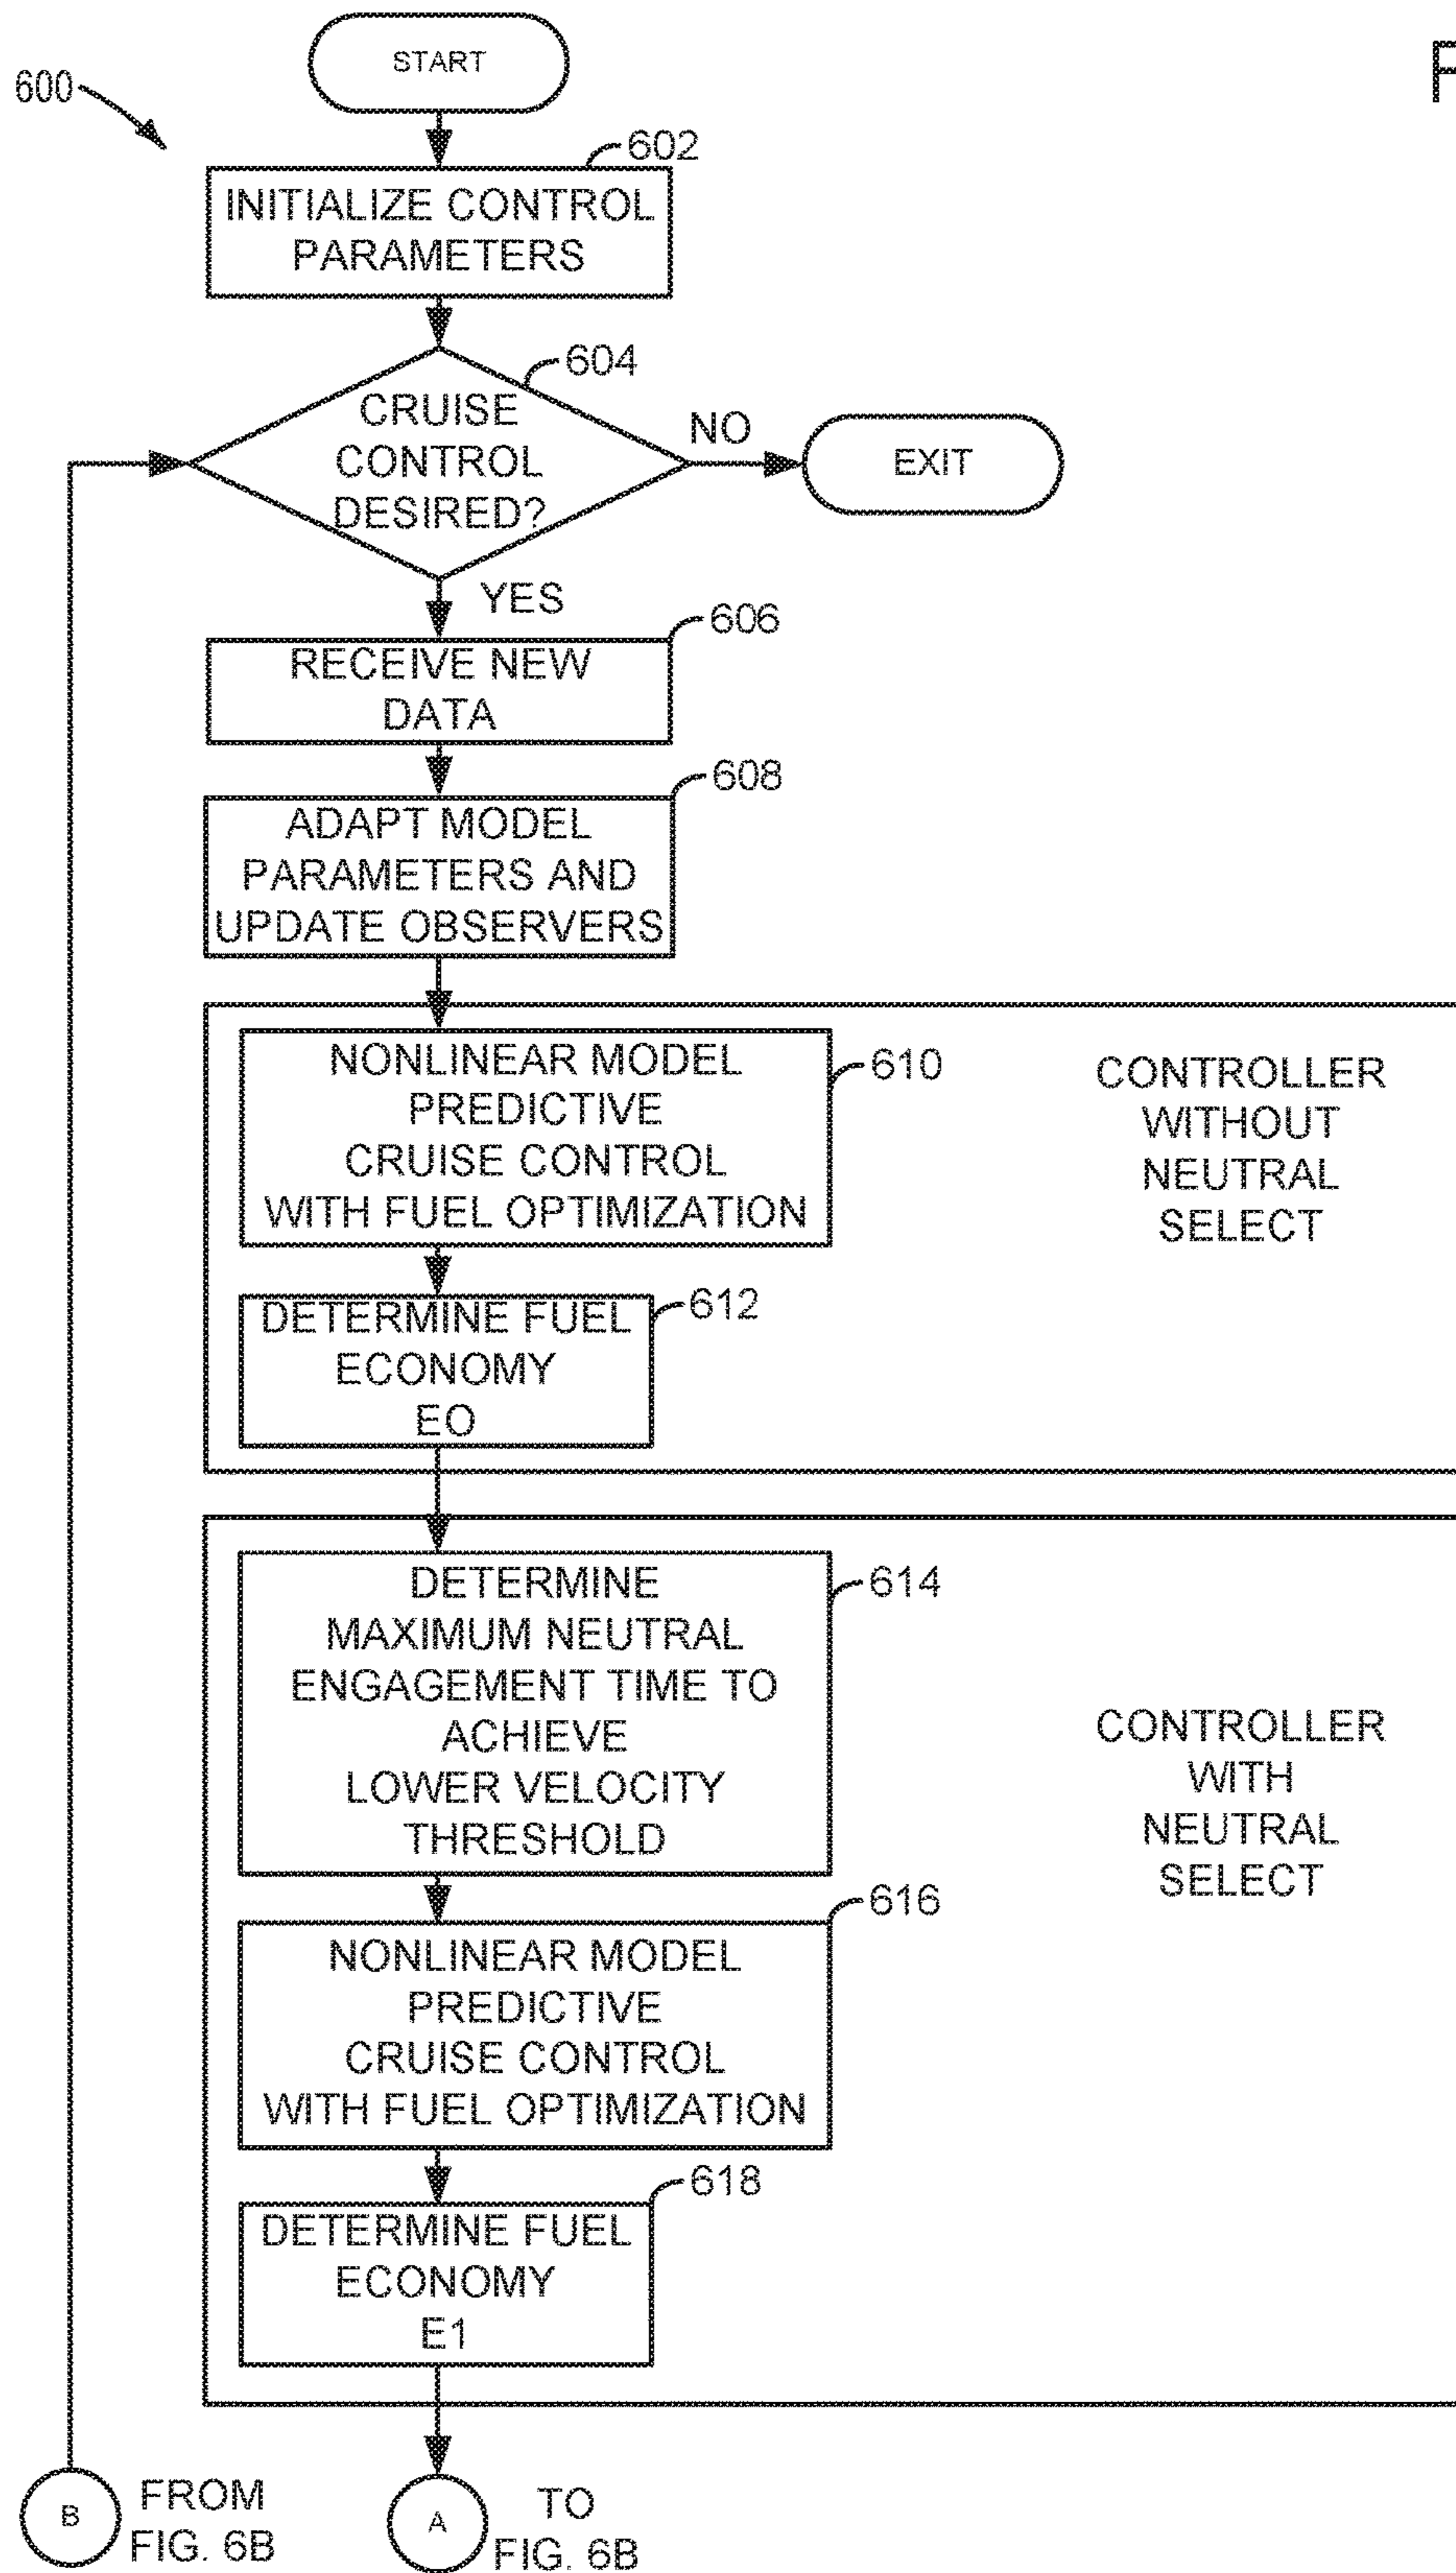 START
600
602
INITIALIZE CONTROL
PARAMETERS
604
CRUISE
CONTROL
DESIRED?
NO
EXIT
YES
606
RECEIVE NEW
DATA
608
ADAPT MODEL
PARAMETERS AND
UPDATE OBSERVERS
NONLINEAR MODEL
PREDICTIVE
CRUISE CONTROL
WITH FUEL OPTIMIZATION
610
CONTROLLER
WITHOUT
NEUTRAL
SELECT
612
DETERMINE FUEL
ECONOMY
EO
DETERMINE
MAXIMUM NEUTRAL
ENGAGEMENT TIME TO
ACHIEVE
LOWER VELOCITY
THRESHOLD
614
CONTROLLER
WITH
NEUTRAL
SELECT
616
NONLINEAR MODEL
PREDICTIVE
CRUISE CONTROL
WITH FUEL OPTIMIZATION
618
DETERMINE FUEL
ECONOMY
E1
B
FROM
FIG. 6B
A
TO
FIG. 6B